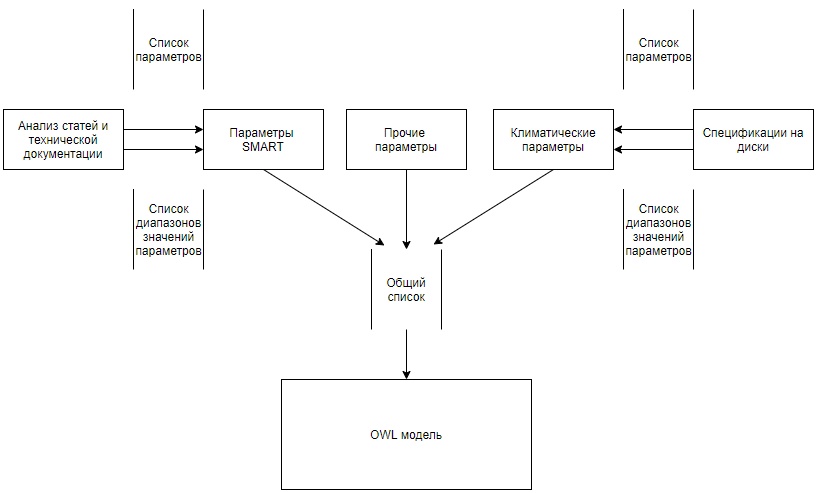 Список
параметров
Список
параметров
Анализ статей и
технической
документации
Параметры
SMART
Прочие
параметры
Климатические
параметры
Спецификации на
диски
Список
диапазонов
значений
параметров
Список
диапазонов
значений
параметров
Общий
список
OWL модель